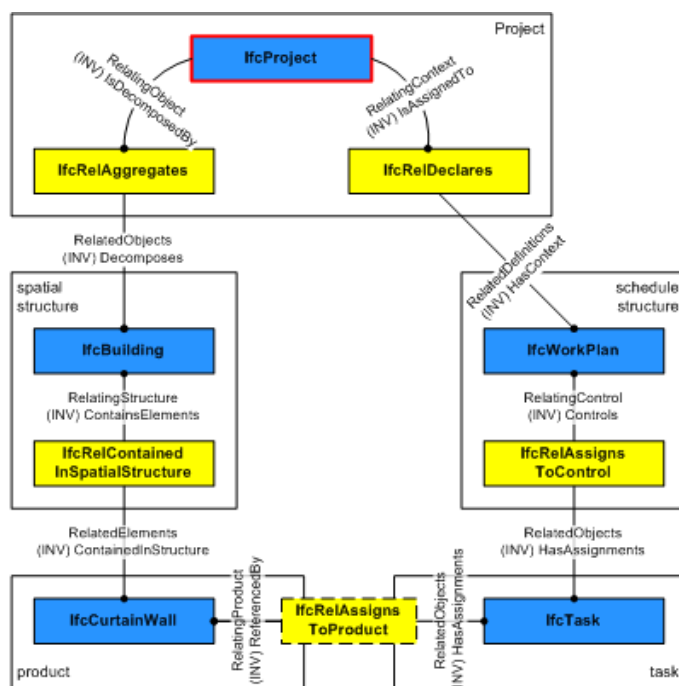 Project
IfcProject
RelatingObject
(INV) IsDecomposedBy
RelatingContext
(INV) IsAssignedTo
IfcRelAggregates
IfcRelDeclares
RelatedObjects
(INV) Decomposes
RelatedDefinitions
(INV) HasContext
spatial
structure
schedule
structure
IfcBuilding
IfcWorkPlan
RelatingStructure
(INV) ContainsElements
RelatingControl
(INV) Controls
IfcRelContained
InSpatialStructure
IfcRelAssigns
ToControl
RelatedElements
(INV) ContainedInStructure
RelatedObjects
(INV) HasAssignments
IfcCurtainWall
RelatingProduct
(INV) ReferencedBy
IfcRelAssigns
ToProduct
RelatedObjects
(INV) HasAssignments
IfcTask
product
task